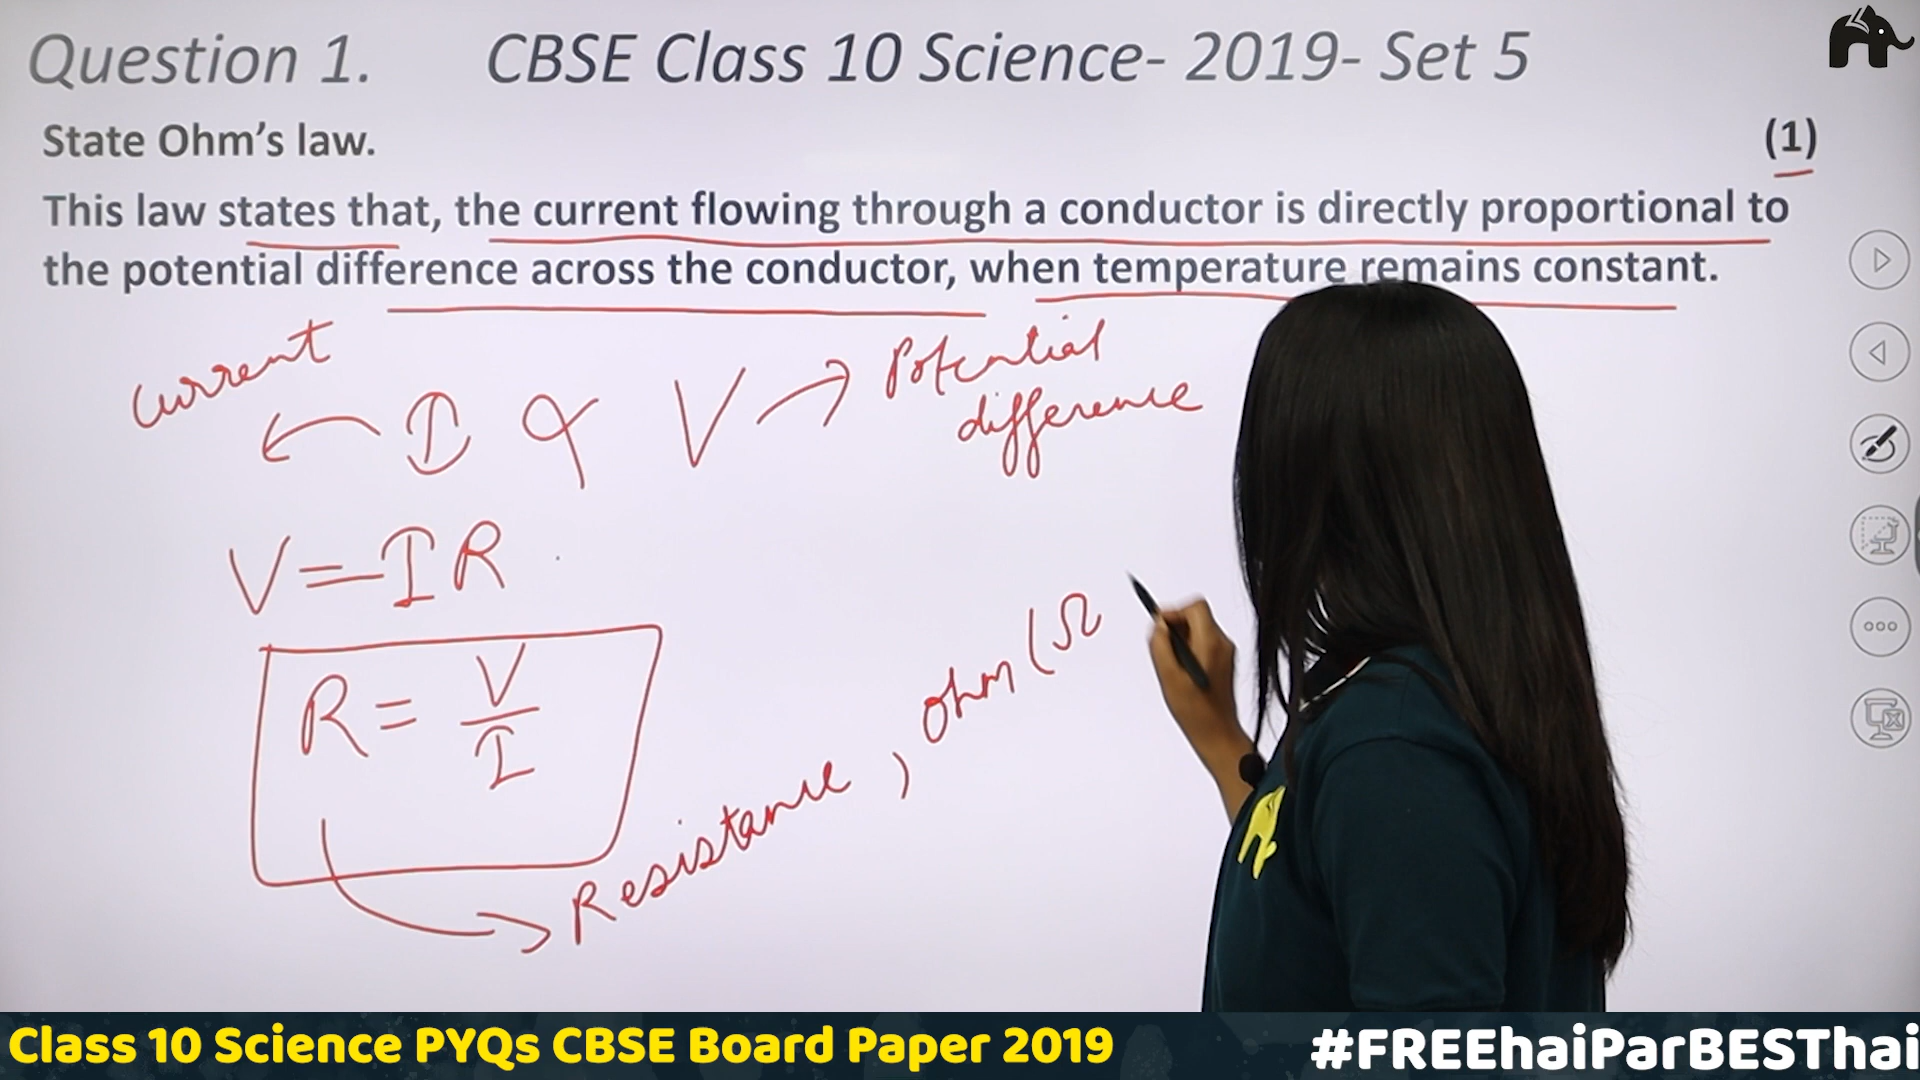 Question 1. CBSE Class 10 Science- 2019- Set 5
State Ohm's law. (1)
This law states that, the current flowing through a conductor is directly proportional to
the potential difference across the conductor, when temperature remains constant.
current
I ∝ V → Potential
difference
V = IR
R = V/I
Resistance, ohm (Ω
Class 10 Science PYQs CBSE Board Paper 2019
#FREEhaiParBESThai